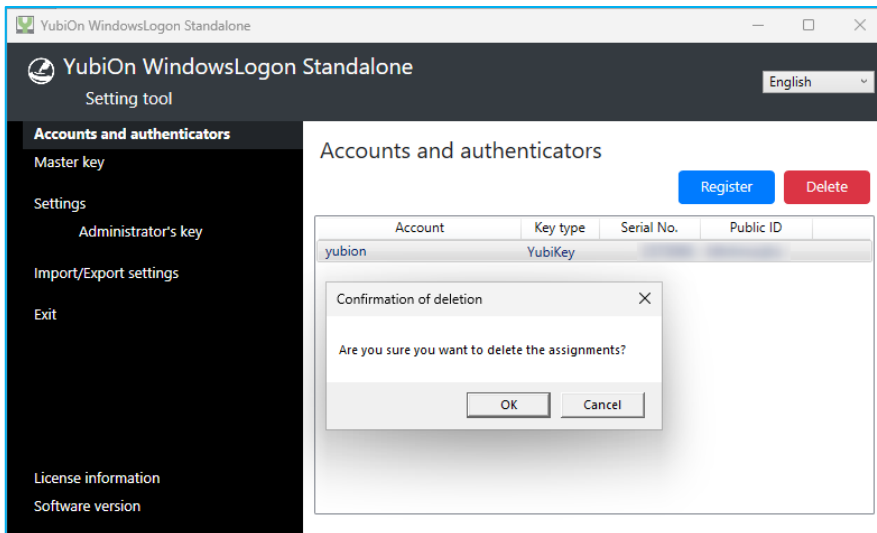 YubiOn WindowsLogon Standalone
YubiOn WindowsLogon Standalone
Setting tool
English
Accounts and authenticators
Master key
Settings
Administrator's key
Import/Export settings
Exit
License information
Software version
Accounts and authenticators
Register Delete
Account Key type Serial No. Public ID
yubion YubiKey
Confirmation of deletion
Are you sure you want to delete the assignments?
OK Cancel